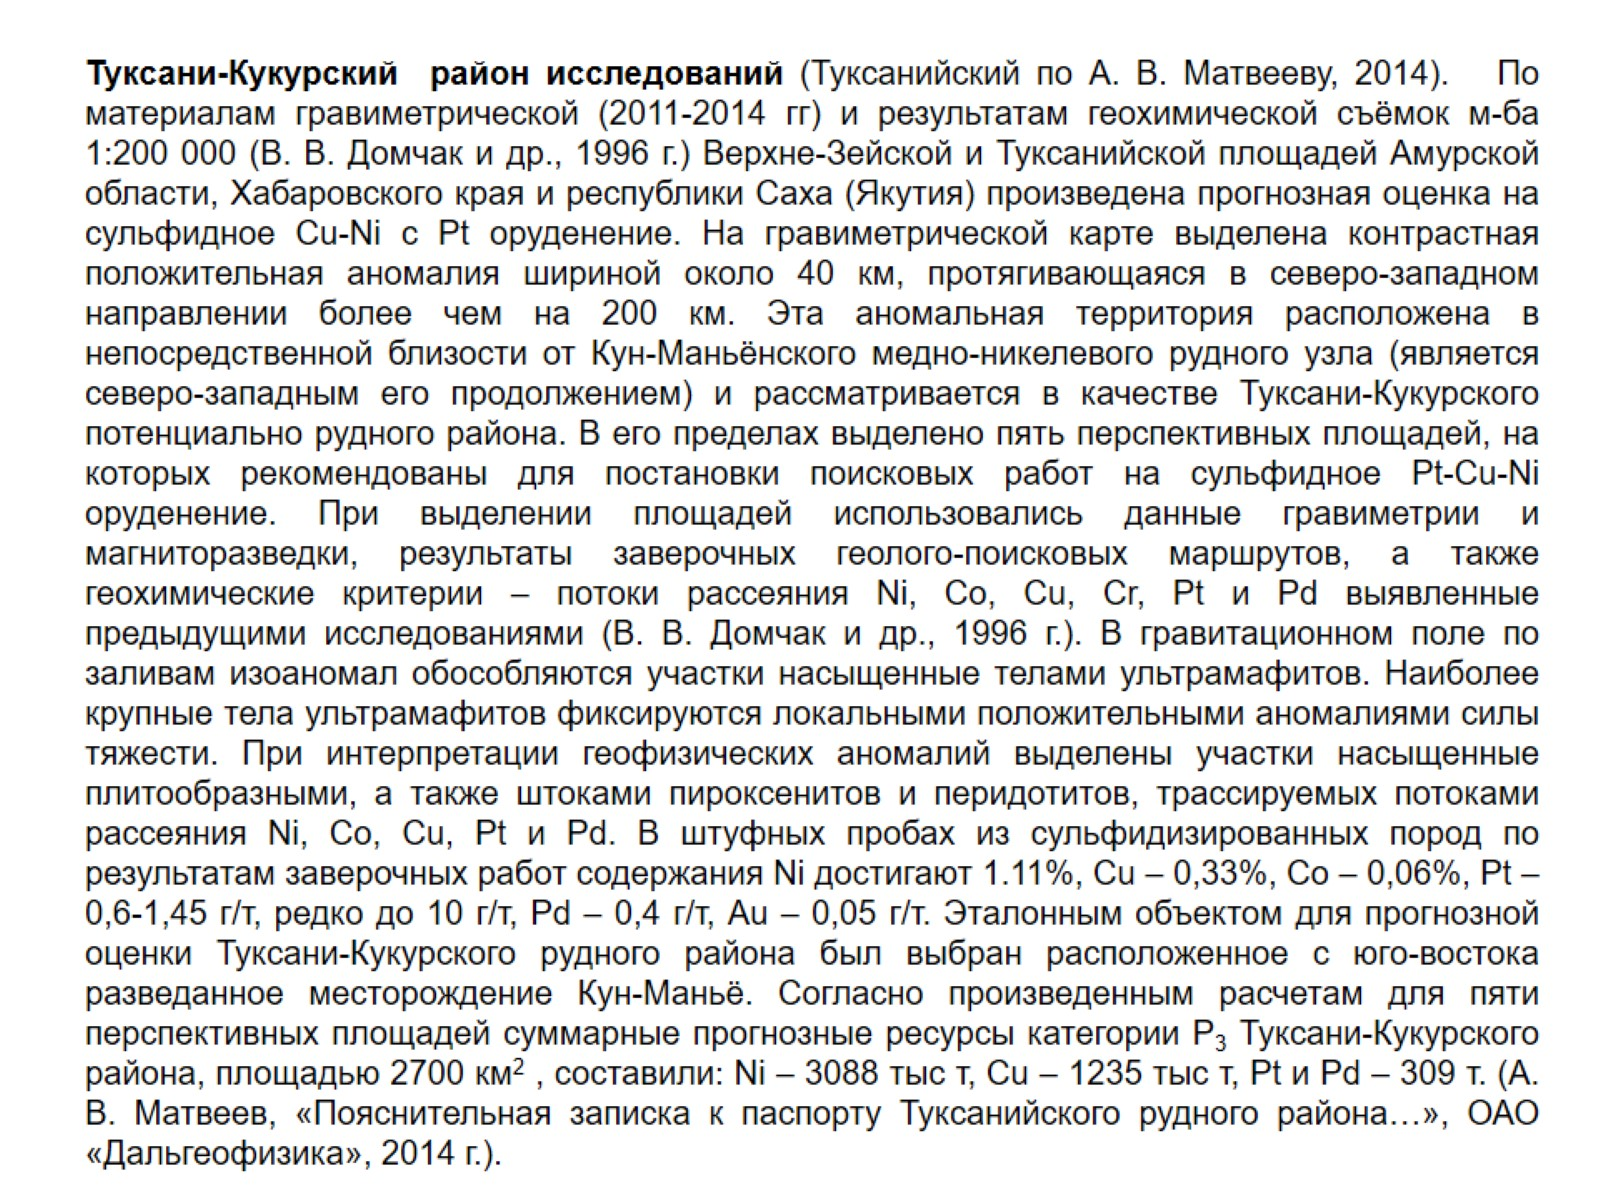 Туксани-Кукурский район исследований (Туксанийский по А. В. Матвееву, 2014). По
материалам гравиметрической (2011-2014 гг) и результатам геохимической съёмок м-ба
1:200 000 (В. В. Домчак и др., 1996 г.) Верхне-Зейской и Туксанийской площадей Амурской
области, Хабаровского края и республики Саха (Якутия) произведена прогнозная оценка на
сульфидное Cu-Ni с Pt оруденение. На гравиметрической карте выделена контрастная
положительная аномалия шириной около 40 км, протягивающаяся в северо-западном
направлении более чем на 200 км. Эта аномальная территория расположена в
непосредственной близости от Кун-Маньёнского медно-никелевого рудного узла (является
северо-западным его продолжением) и рассматривается в качестве Туксани-Кукурского
потенциально рудного района. В его пределах выделено пять перспективных площадей, на
которых рекомендованы для постановки поисковых работ на сульфидное Pt-Cu-Ni
оруденение. При выделении площадей использовались данные гравиметрии и
магниторазведки, результаты заверочных геолого-поисковых маршрутов, а также
геохимические критерии – потоки рассеяния Ni, Co, Cu, Cr, Pt и Pd выявленные
предыдущими исследованиями (В. В. Домчак и др., 1996 г.). В гравитационном поле по
заливам изоаномал обособляются участки насыщенные телами ультрамафитов. Наиболее
крупные тела ультрамафитов фиксируются локальными положительными аномалиями силы
тяжести. При интерпретации геофизических аномалий выделены участки насыщенные
плитообразными, а также штоками пироксенитов и перидотитов, трассируемых потоками
рассеяния Ni, Co, Cu, Pt и Pd. В штуфных пробах из сульфидизированных пород по
результатам заверочных работ содержания Ni достигают 1.11%, Cu – 0,33%, Co – 0,06%, Pt –
0,6-1,45 г/т, редко до 10 г/т, Pd – 0,4 г/т, Au – 0,05 г/т. Эталонным объектом для прогнозной
оценки Туксани-Кукурского рудного района был выбран расположенное с юго-востока
разведанное месторождение Кун-Маньё. Согласно произведенным расчетам для пяти
перспективных площадей суммарные прогнозные ресурсы категории P₃ Туксани-Кукурского
района, площадью 2700 км² , составили: Ni – 3088 тыс т, Cu – 1235 тыс т, Pt и Pd – 309 т. (А.
В. Матвеев, «Пояснительная записка к паспорту Туксанийского рудного района…», ОАО
«Дальгеофизика», 2014 г.).